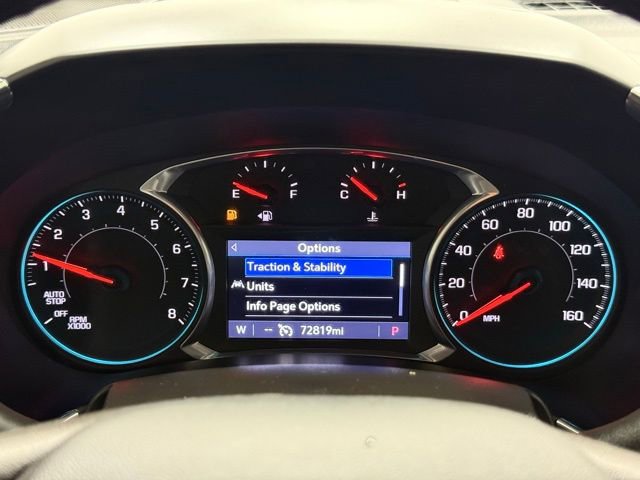 E F
C H
1 2 3 4 5 6 7 8
AUTO
STOP
OFF
RPM
X1000
Options
Traction & Stability
Units
Info Page Options
W -- 72819mi P
0 20 40 60 80 100 120 140 160
MPH